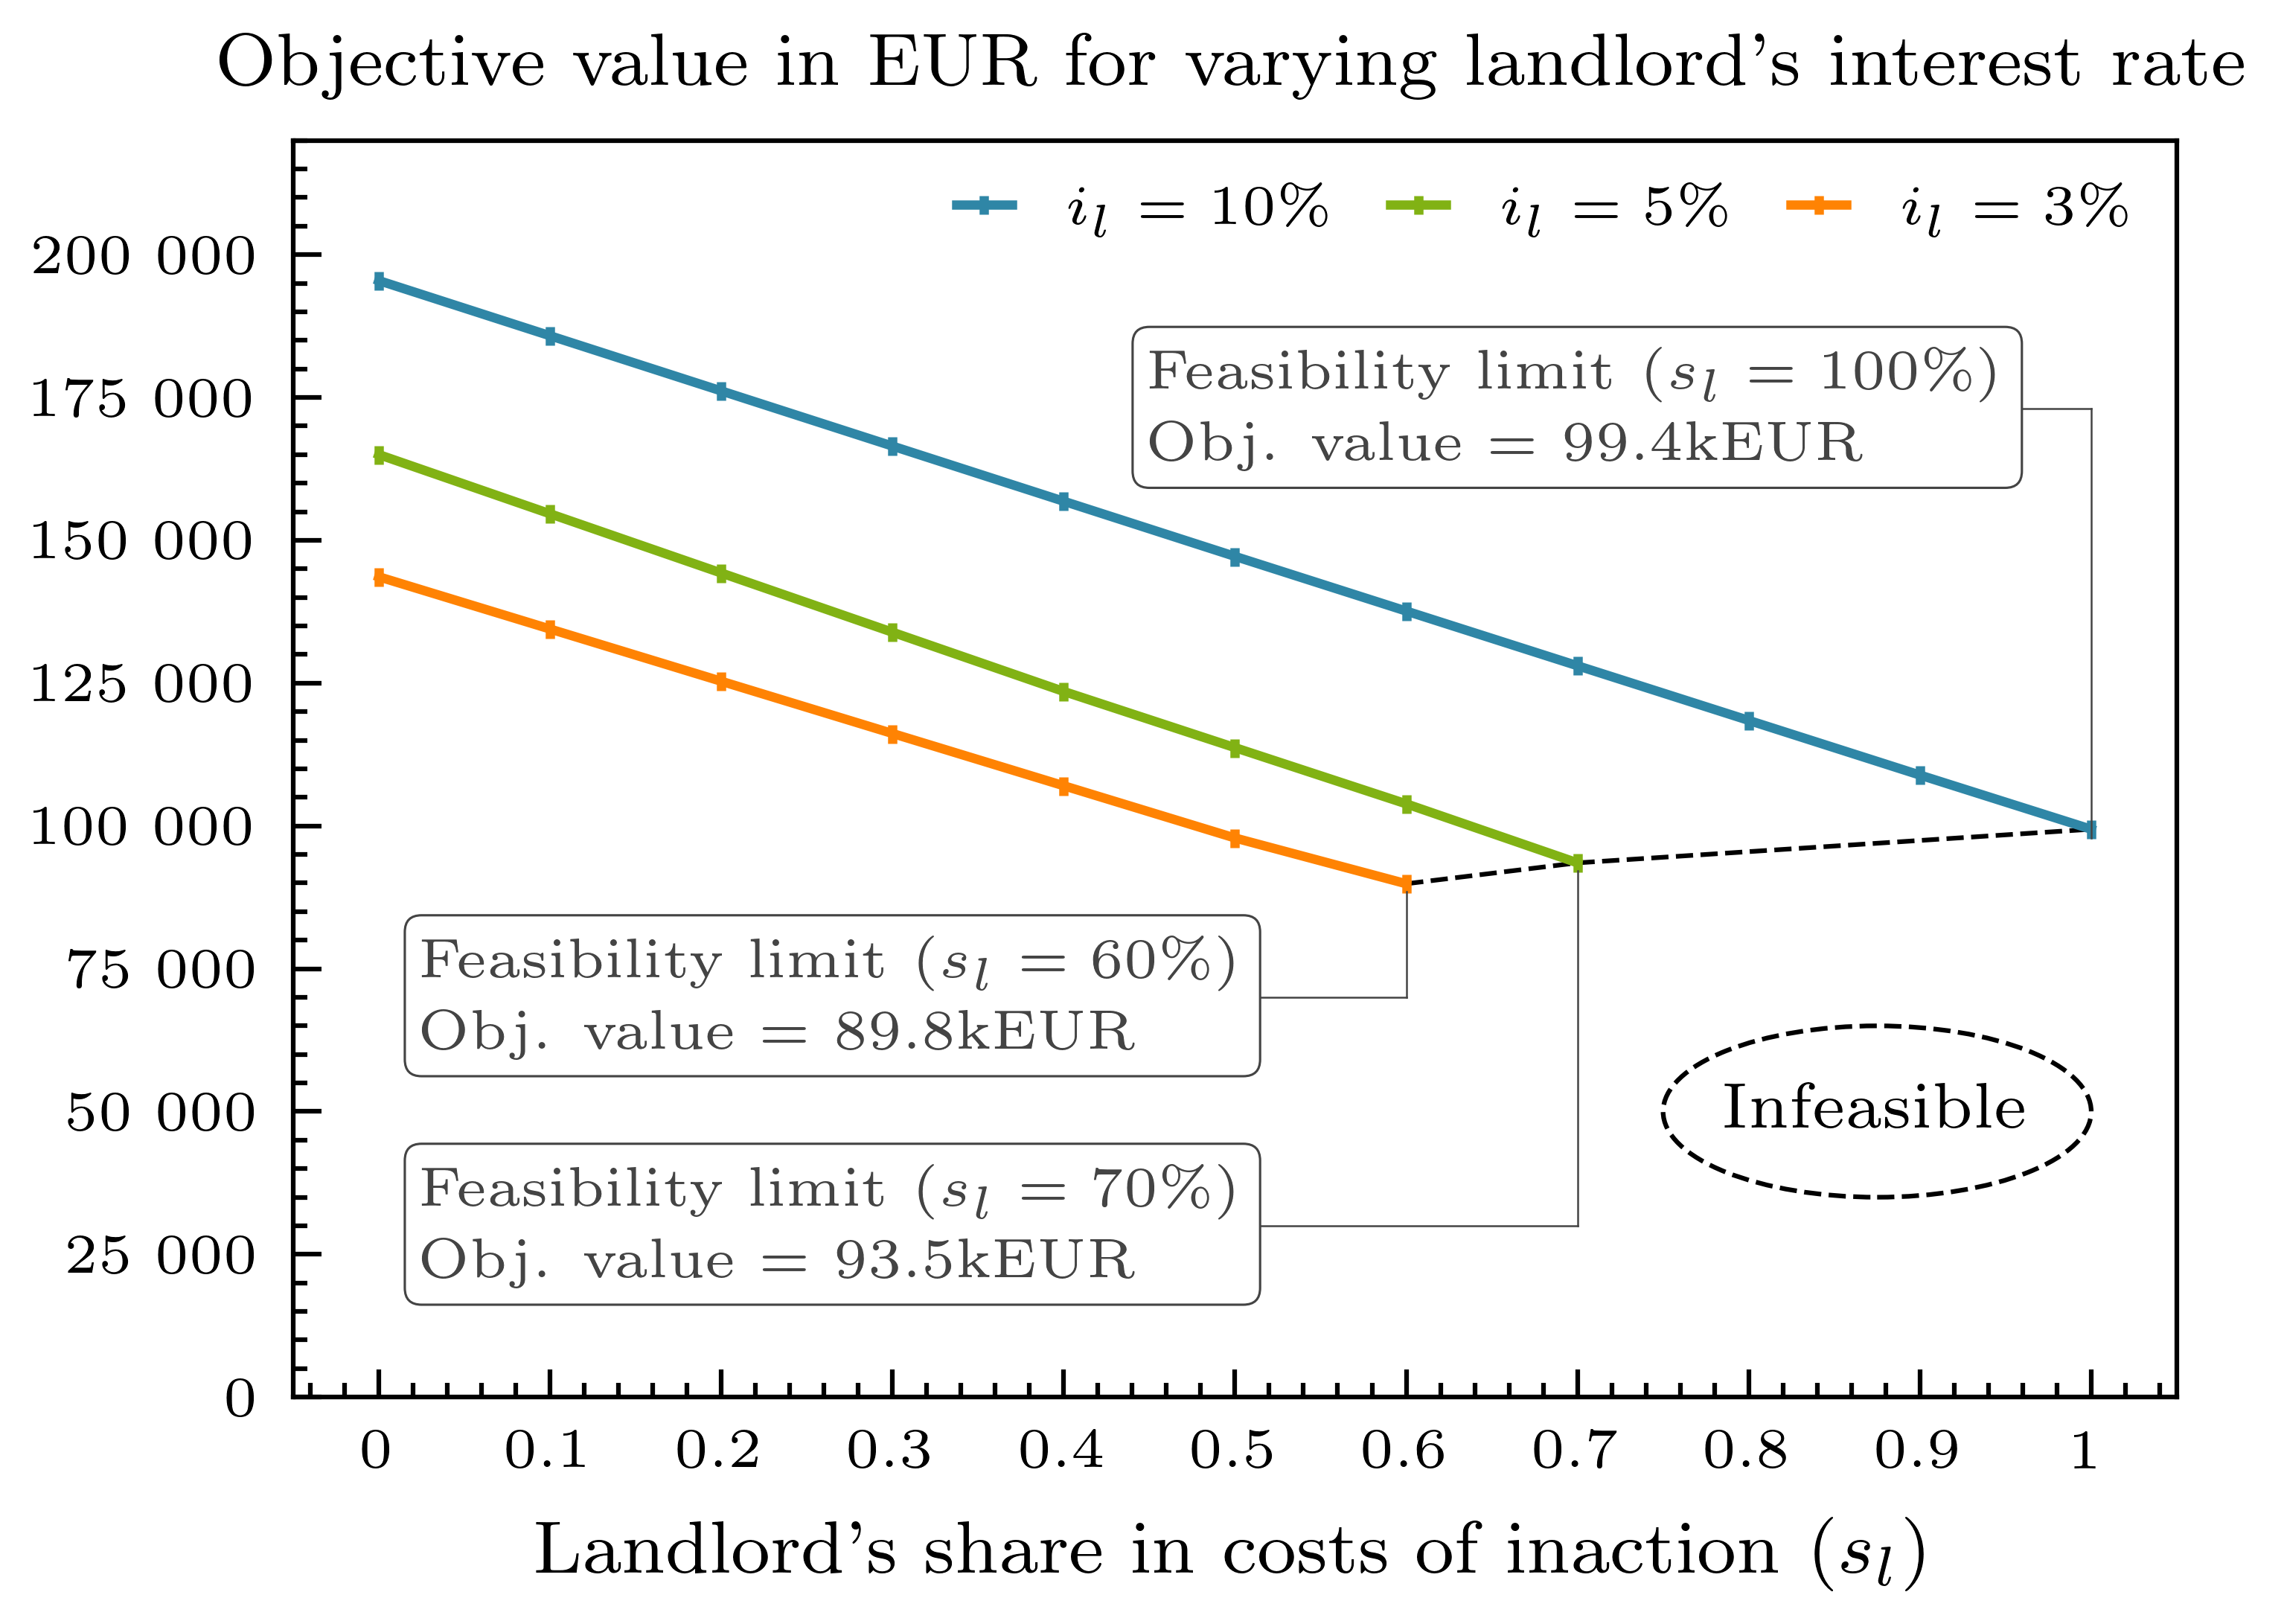 Objective value in EUR for varying landlord’s interest rate
i_l = 10% i_l = 5% i_l = 3%
200 000
175 000
150 000
125 000
100 000
75 000
50 000
25 000
0
Feasibility limit (s_l = 100%)
Obj. value = 99.4kEUR
Feasibility limit (s_l = 60%)
Obj. value = 89.8kEUR
Infeasible
Feasibility limit (s_l = 70%)
Obj. value = 93.5kEUR
0 0.1 0.2 0.3 0.4 0.5 0.6 0.7 0.8 0.9 1
Landlord’s share in costs of inaction (s_l)